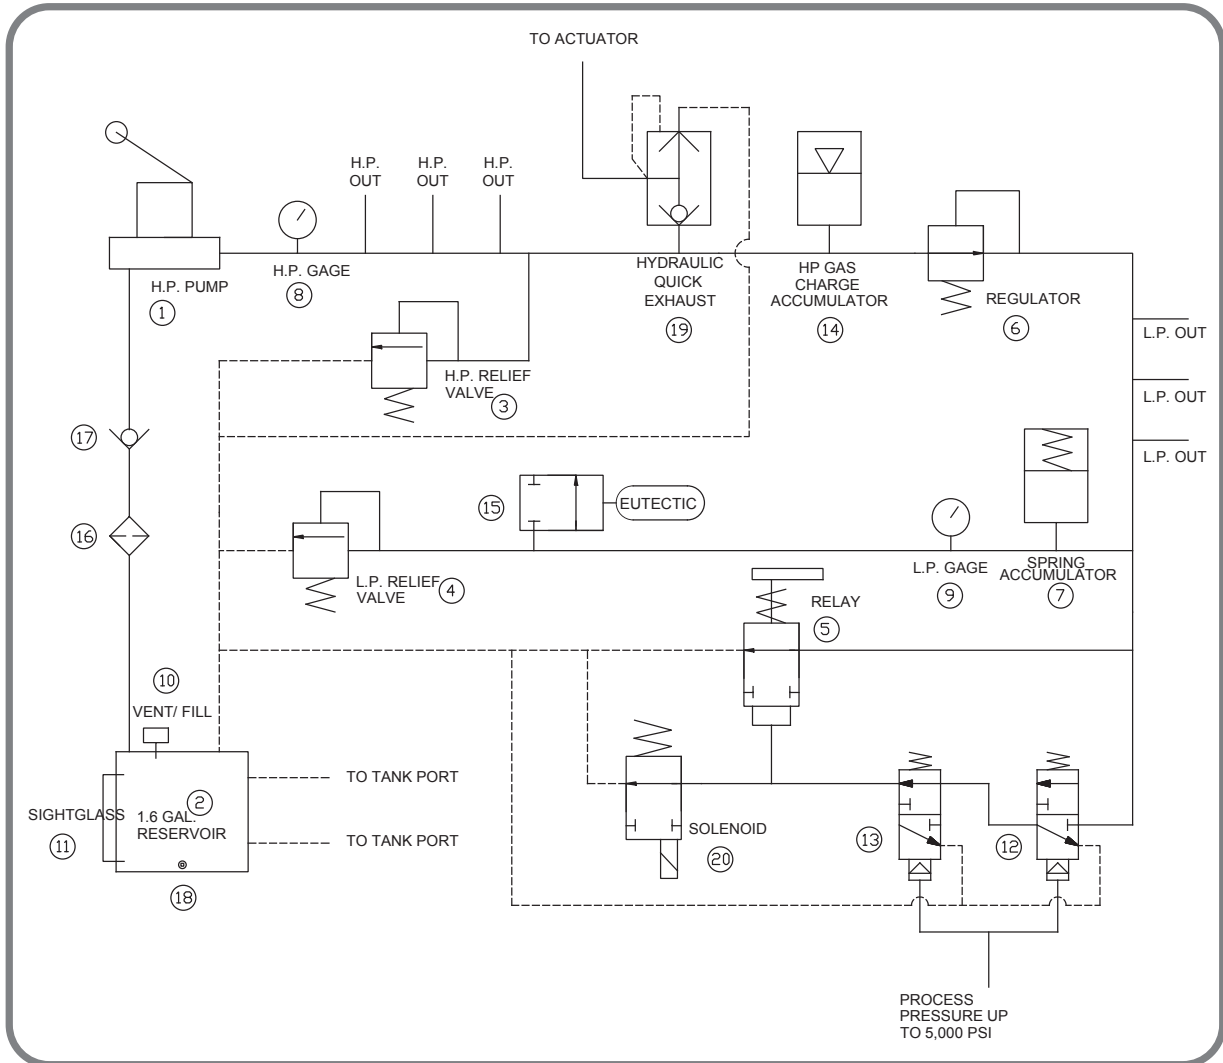 TO ACTUATOR
H.P.
OUT
H.P.
OUT
H.P.
OUT
H.P. GAGE
8
H.P. PUMP
1
HYDRAULIC
QUICK
EXHAUST
19
HP GAS
CHARGE
ACCUMULATOR
14
REGULATOR
6
L.P. OUT
L.P. OUT
L.P. OUT
H.P. RELIEF
VALVE
3
17
16
15
EUTECTIC
L.P. RELIEF
VALVE
4
L.P. GAGE
9
SPRING
ACCUMULATOR
7
RELAY
5
10
VENT/ FILL
2
SIGHTGLASS
11
1.6 GAL.
RESERVOIR
18
TO TANK PORT
TO TANK PORT
SOLENOID
20
13
12
PROCESS
PRESSURE UP
TO 5,000 PSI